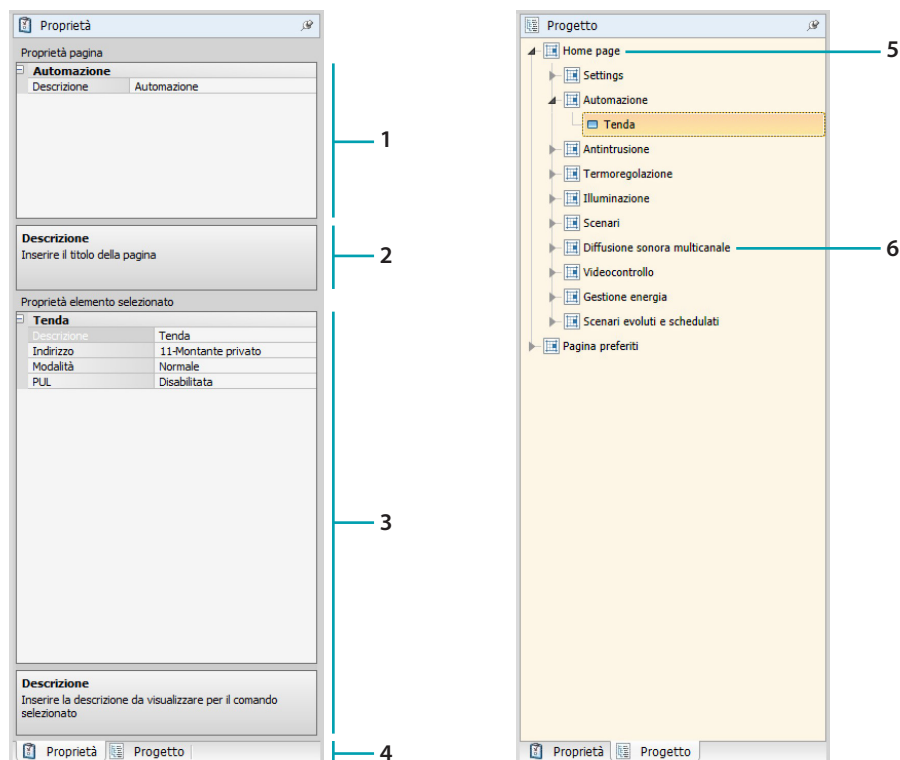 Proprietà
Proprietà pagina
Automazione
Descrizione Automazione
1
Descrizione
Inserire il titolo della pagina
2
Proprietà elemento selezionato
Tenda
Descrizione Tenda
Indirizzo 11-Montante privato
Modalità Normale
PUL Disabilitata
3
Descrizione
Inserire la descrizione da visualizzare per il comando
selezionato
Proprietà Progetto
4
Progetto
Home page
5
Settings
Automazione
Tenda
Antintrusione
Termoregolazione
Illuminazione
Scenari
Diffusione sonora multicanale
6
Videocontrollo
Gestione energia
Scenari evoluti e schedulati
Pagina preferiti
Proprietà Progetto